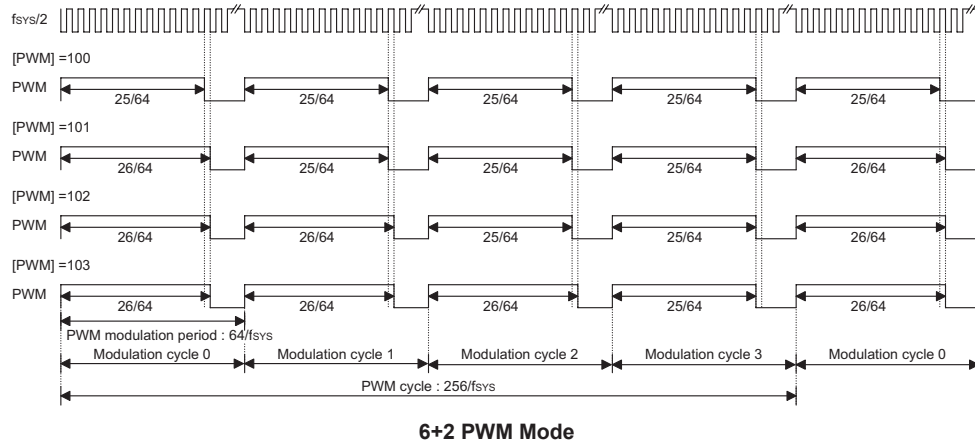 fSYS/2
[PWM] =100
PWM
25/64 25/64 25/64 25/64 25/64
[PWM] =101
PWM
26/64 25/64 25/64 25/64 26/64
[PWM] =102
PWM
26/64 26/64 25/64 25/64 26/64
[PWM] =103
PWM
26/64 26/64 26/64 25/64 26/64
PWM modulation period : 64/fSYS
Modulation cycle 0 Modulation cycle 1 Modulation cycle 2 Modulation cycle 3 Modulation cycle 0
PWM cycle : 256/fSYS
6+2 PWM Mode